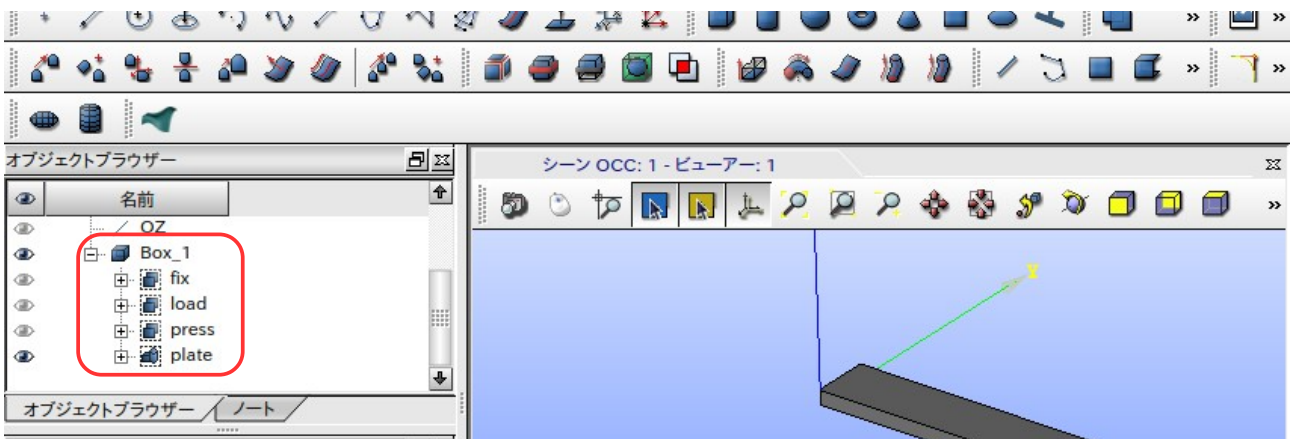 »
»
»
»
オブジェクトブラウザー
シーン OCC: 1 - ビューアー: 1
名前
»
OZ
Box_1
fix
load
press
plate
Y
オブジェクトブラウザー
ノート